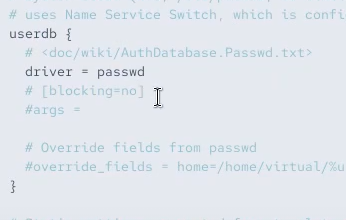 # uses Name Service Switch, which is confi
userdb {
  # <doc/wiki/AuthDatabase.Passwd.txt>
  driver = passwd
  # [blocking=no]
  #args =

  # Override fields from passwd
  #override_fields = home=/home/virtual/%u
}